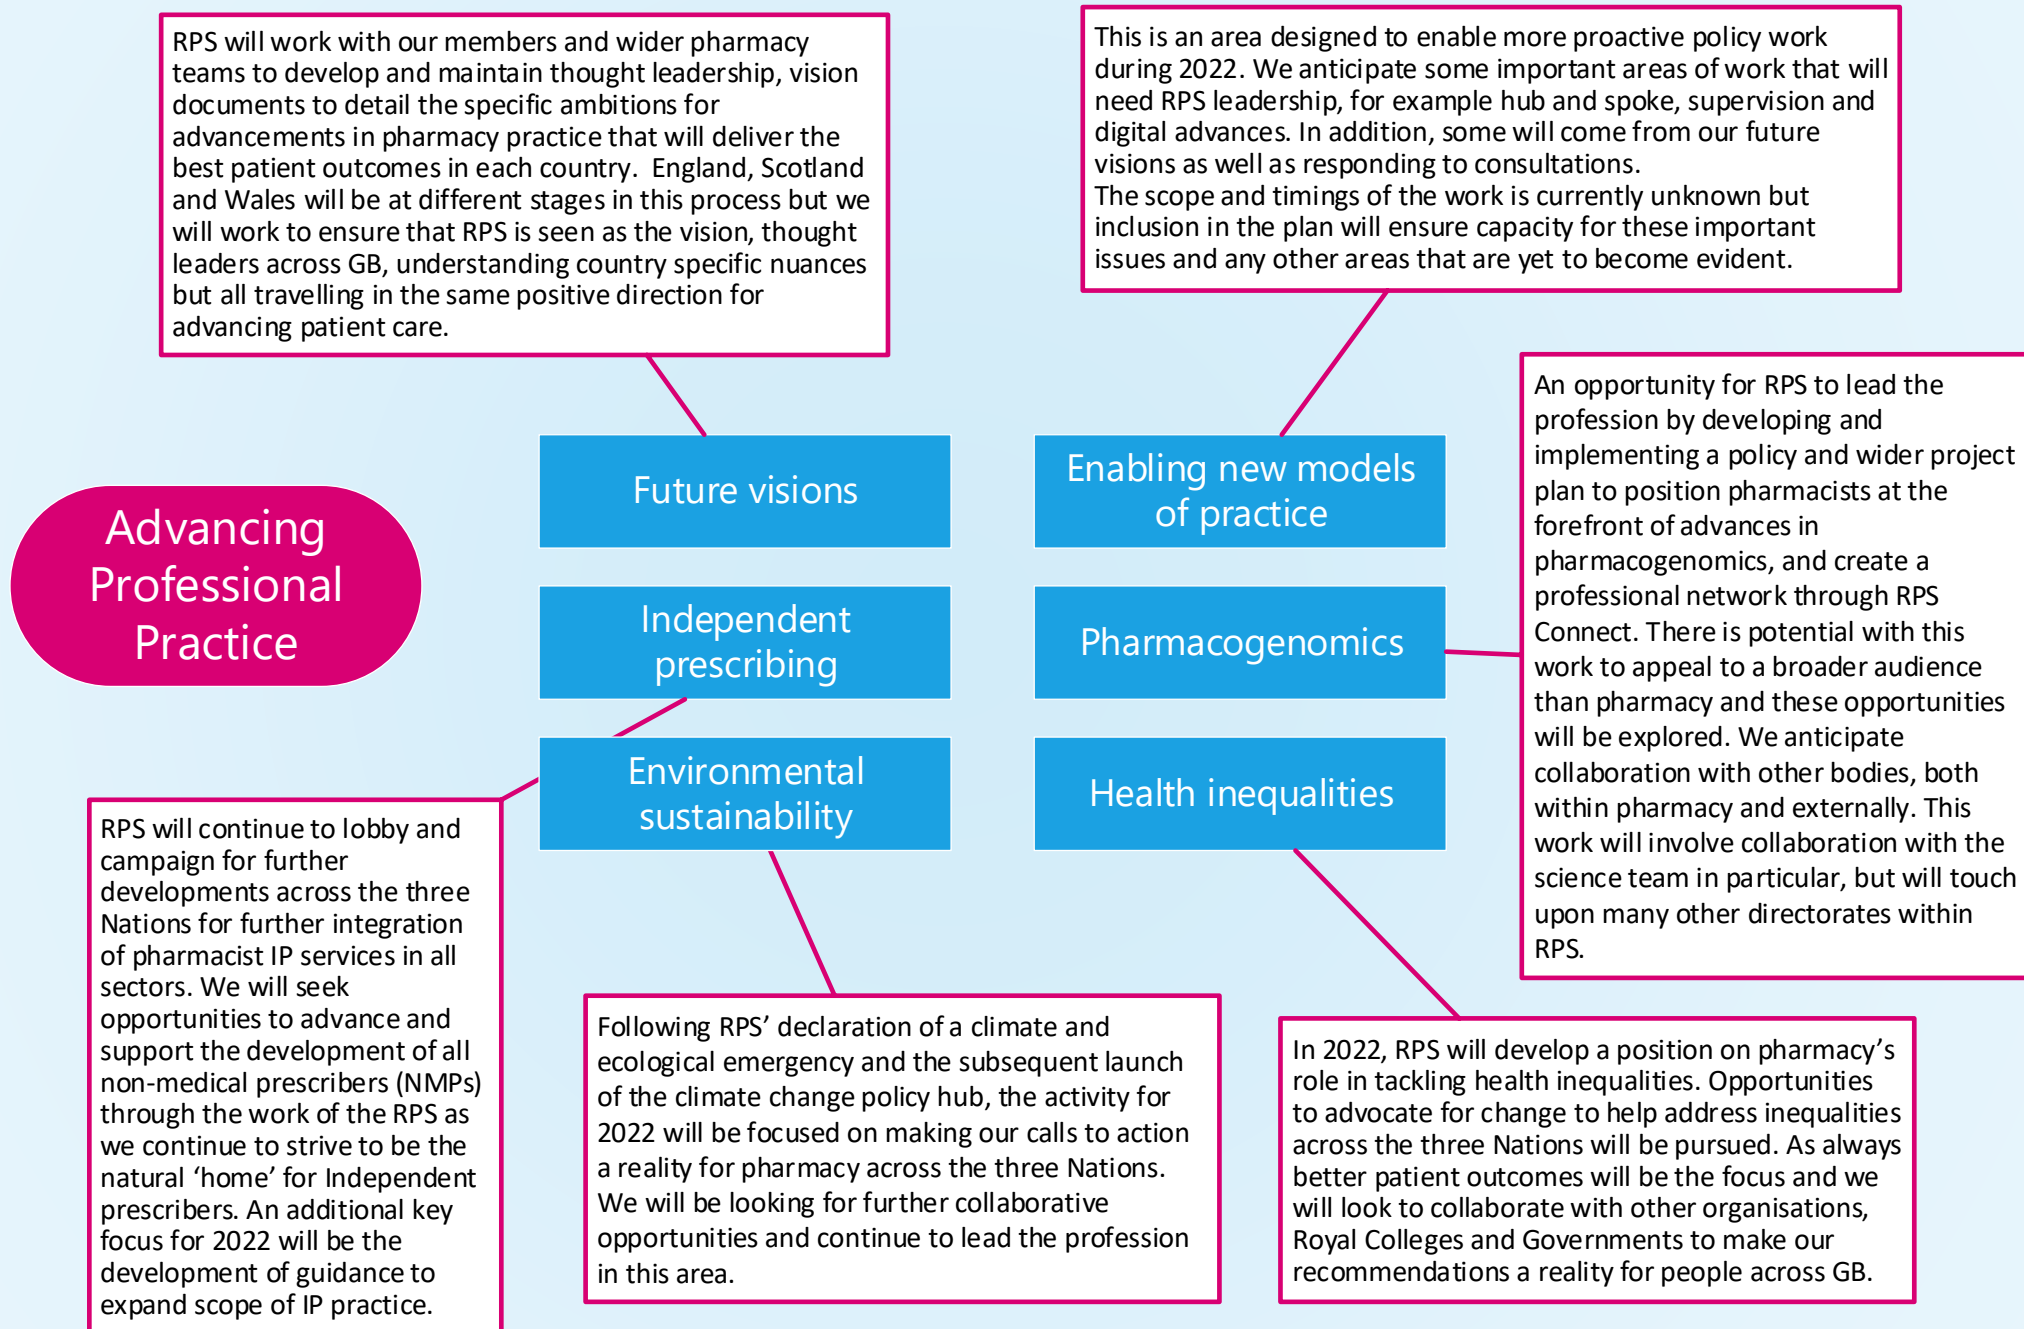 RPS will work with our members and wider pharmacy
teams to develop and maintain thought leadership, vision
documents to detail the specific ambitions for
advancements in pharmacy practice that will deliver the
best patient outcomes in each country.  England, Scotland
and Wales will be at different stages in this process but we
will work to ensure that RPS is seen as the vision, thought
leaders across GB, understanding country specific nuances
but all travelling in the same positive direction for
advancing patient care.
This is an area designed to enable more proactive policy work
during 2022. We anticipate some important areas of work that will
need RPS leadership, for example hub and spoke, supervision and
digital advances. In addition, some will come from our future
visions as well as responding to consultations.
The scope and timings of the work is currently unknown but
inclusion in the plan will ensure capacity for these important
issues and any other areas that are yet to become evident.
Advancing
Professional
Practice
Future visions
Enabling new models
of practice
Independent
prescribing
Pharmacogenomics
Environmental
sustainability
Health inequalities
An opportunity for RPS to lead the
profession by developing and
implementing a policy and wider project
plan to position pharmacists at the
forefront of advances in
pharmacogenomics, and create a
professional network through RPS
Connect. There is potential with this
work to appeal to a broader audience
than pharmacy and these opportunities
will be explored. We anticipate
collaboration with other bodies, both
within pharmacy and externally. This
work will involve collaboration with the
science team in particular, but will touch
upon many other directorates within
RPS.
RPS will continue to lobby and
campaign for further
developments across the three
Nations for further integration
of pharmacist IP services in all
sectors. We will seek
opportunities to advance and
support the development of all
non-medical prescribers (NMPs)
through the work of the RPS as
we continue to strive to be the
natural ‘home’ for Independent
prescribers. An additional key
focus for 2022 will be the
development of guidance to
expand scope of IP practice.
Following RPS’ declaration of a climate and
ecological emergency and the subsequent launch
of the climate change policy hub, the activity for
2022 will be focused on making our calls to action
a reality for pharmacy across the three Nations.
We will be looking for further collaborative
opportunities and continue to lead the profession
in this area.
In 2022, RPS will develop a position on pharmacy’s
role in tackling health inequalities. Opportunities
to advocate for change to help address inequalities
across the three Nations will be pursued. As always
better patient outcomes will be the focus and we
will look to collaborate with other organisations,
Royal Colleges and Governments to make our
recommendations a reality for people across GB.